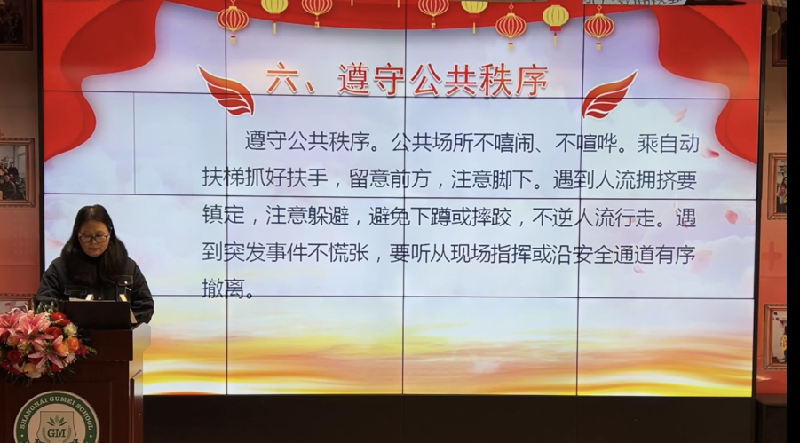 六、遵守公共秩序
遵守公共秩序。公共场所不嘻闹、不喧哗。乘自动
扶梯抓好扶手，留意前方，注意脚下。遇到人流拥挤要
镇定，注意躲避，避免下蹲或摔跤，不逆人流行走。遇
到突发事件不慌张，要听从现场指挥或沿安全通道有序
撤离。
SHANGHAI GUMEI SCHOOL
GM